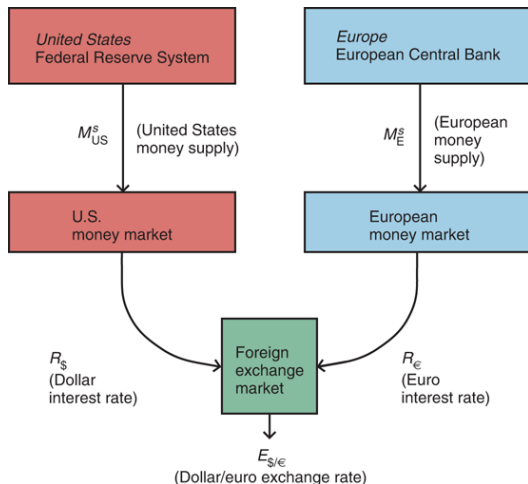 United States
Federal Reserve System
Europe
European Central Bank
M^s_US
(United States
money supply)
M^s_E
(European
money
supply)
U.S.
money market
European
money market
R_$
(Dollar
interest rate)
Foreign
exchange
market
R_€
(Euro
interest rate)
E_$/€
(Dollar/euro exchange rate)